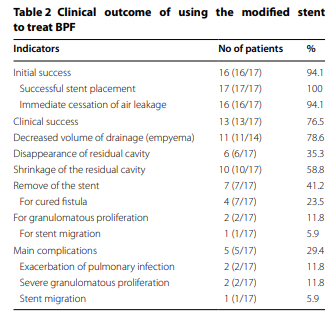 Table 2 Clinical outcome of using the modified stent
to treat BPF
Indicators No of patients %
Initial success 16 (16/17) 94.1
Successful stent placement 17 (17/17) 100
Immediate cessation of air leakage 16 (16/17) 94.1
Clinical success 13 (13/17) 76.5
Decreased volume of drainage (empyema) 11 (11/14) 78.6
Disappearance of residual cavity 6 (6/17) 35.3
Shrinkage of the residual cavity 10 (10/17) 58.8
Remove of the stent 7 (7/17) 41.2
For cured fistula 4 (7/17) 23.5
For granulomatous proliferation 2 (2/17) 11.8
For stent migration 1 (1/17) 5.9
Main complications 5 (5/17) 29.4
Exacerbation of pulmonary infection 2 (2/17) 11.8
Severe granulomatous proliferation 2 (2/17) 11.8
Stent migration 1 (1/17) 5.9